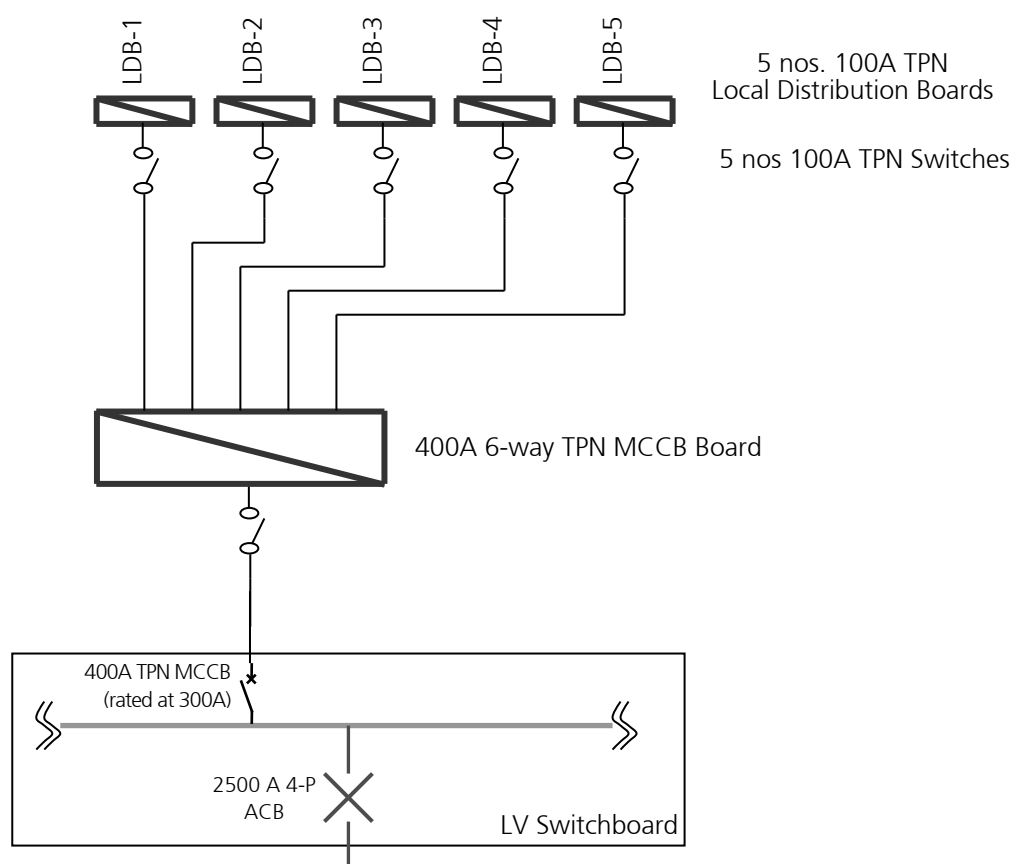 LDB-1
LDB-2
LDB-3
LDB-4
LDB-5
5 nos. 100A TPN
Local Distribution Boards
5 nos 100A TPN Switches
400A 6-way TPN MCCB Board
400A TPN MCCB
(rated at 300A)
2500 A 4-P
ACB
LV Switchboard